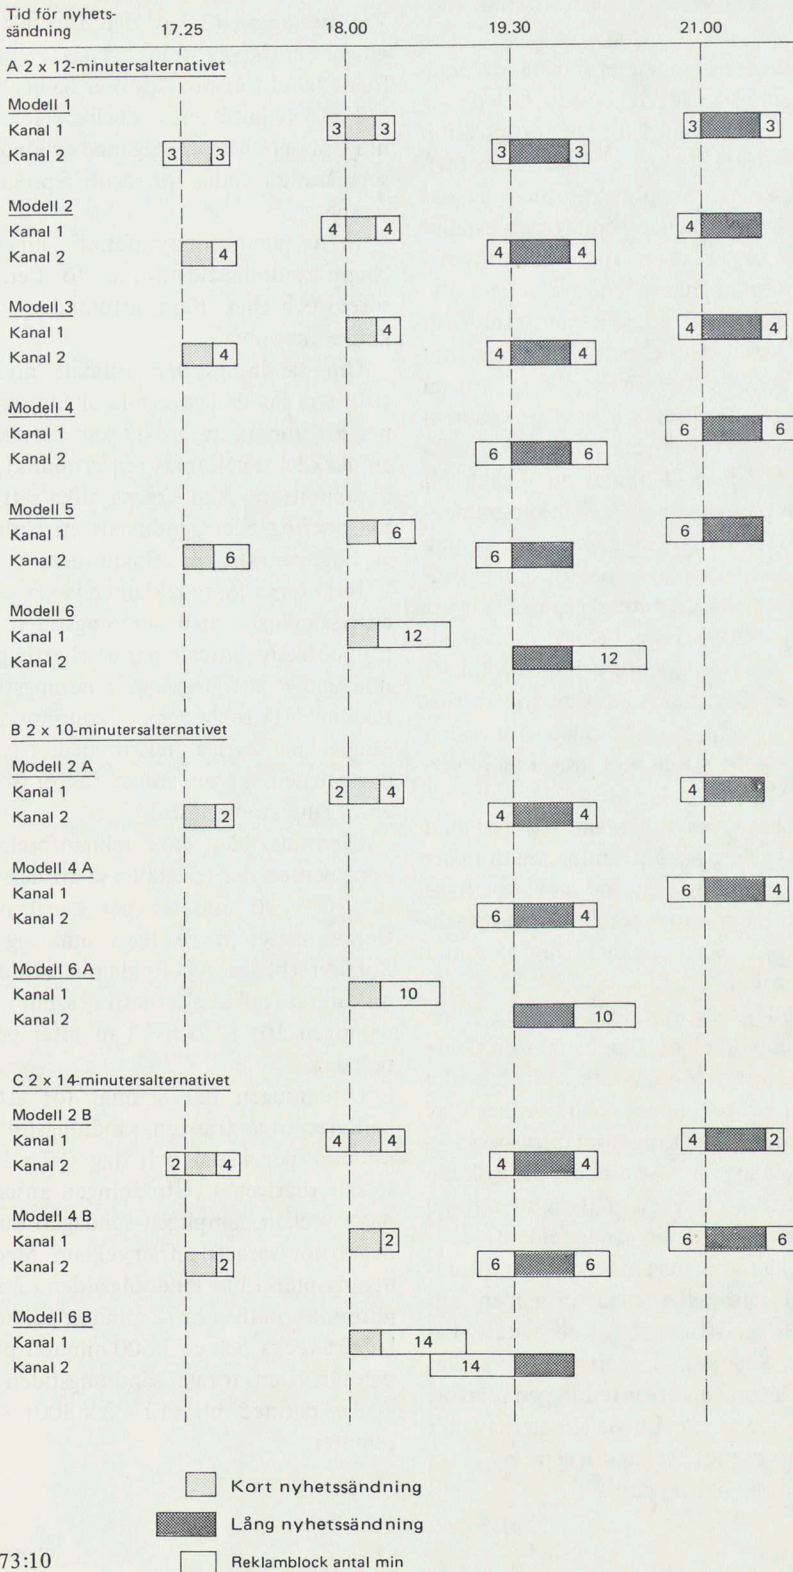 Tid för nyhets-
sändning 17.25 18.00 19.30 21.00
A 2 x 12-minutersalternativet
Modell 1
Kanal 1 3 3 3 3
Kanal 2 3 3 3 3
Modell 2
Kanal 1 4 4 4
Kanal 2 4 4 4
Modell 3
Kanal 1 4 4 4
Kanal 2 4 4 4
Modell 4
Kanal 1 6 6
Kanal 2 6 6
Modell 5
Kanal 1 6 6
Kanal 2 6 6
Modell 6
Kanal 1 12
Kanal 2 12
B 2 x 10-minutersalternativet
Modell 2 A
Kanal 1 2 4 4
Kanal 2 2 4 4
Modell 4 A
Kanal 1 6 4
Kanal 2 6 4
Modell 6 A
Kanal 1 10
Kanal 2 10
C 2 x 14-minutersalternativet
Modell 2 B
Kanal 1 4 4 4 2
Kanal 2 2 4 4 4
Modell 4 B
Kanal 1 2 6 6
Kanal 2 2 6 6
Modell 6 B
Kanal 1 14
Kanal 2 14
Kort nyhetssändning
Lång nyhetssändning
Reklamblock antal min
73:10